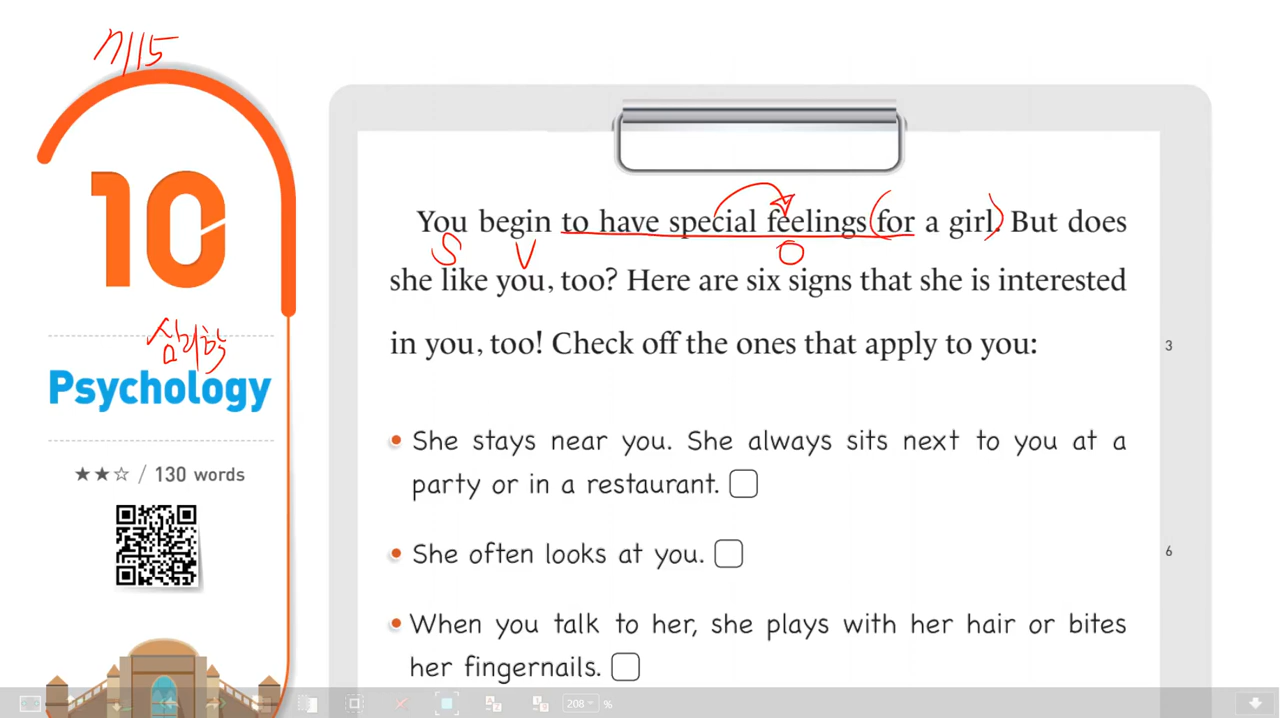 7/15
10
심리학
Psychology
★★☆ / 130 words
You begin to have special feelings for a girl. But does
S V O
she like you, too? Here are six signs that she is interested
in you, too! Check off the ones that apply to you:
3
• She stays near you. She always sits next to you at a
party or in a restaurant.
• She often looks at you.
6
• When you talk to her, she plays with her hair or bites
her fingernails.
208 %